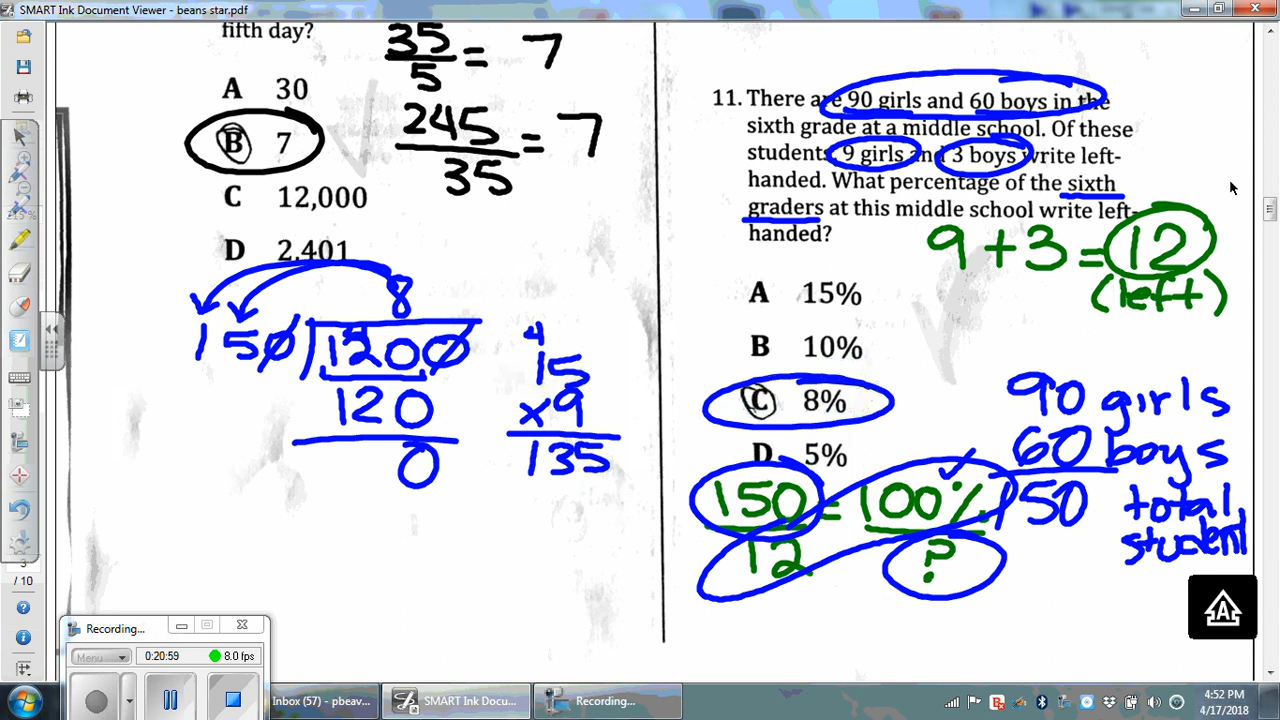 SMART Ink Document Viewer - beans star.pdf
fifth day?
A 30
B 7
C 12,000
D 2,401
35/5 = 7
245/35 = 7
8
150 ) 1200
120
0
4
15
x 9
135
11. There are 90 girls and 60 boys in the
sixth grade at a middle school. Of these
students, 9 girls and 3 boys write left-
handed. What percentage of the sixth
graders at this middle school write left-
handed?
9 + 3 = 12
(left)
A 15%
B 10%
C 8%
D 5%
90 girls
60 boys
150 total
student
150/12 = 100%/?
/ 10
Recording...
Menu
0:20:59 8.0 fps
Inbox (57) - pbeav...
SMART Ink Docu...
Recording...
4:52 PM
4/17/2018